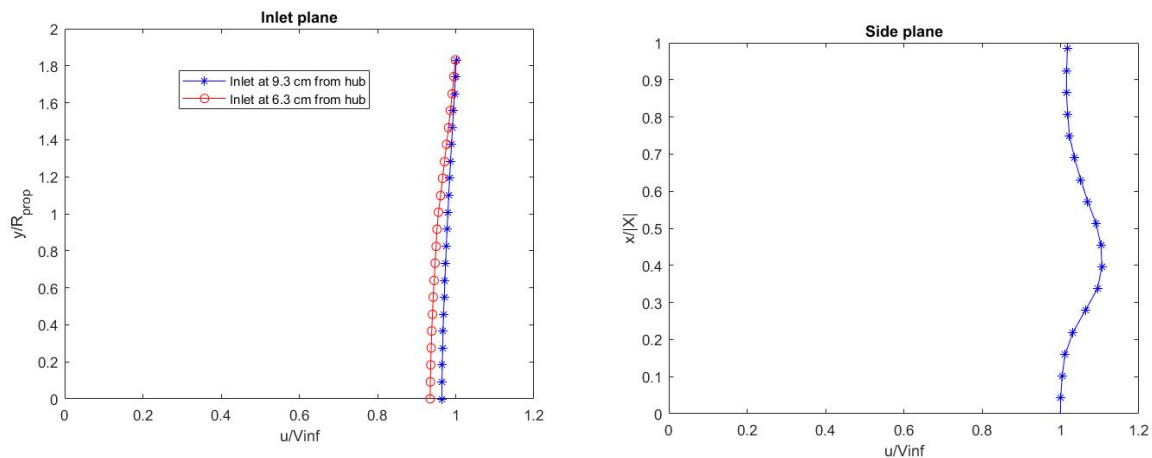 Inlet plane
2
1.8
1.6
1.4
1.2
1
0.8
0.6
0.4
0.2
0
y/Rprop
Inlet at 9.3 cm from hub
Inlet at 6.3 cm from hub
0 0.2 0.4 0.6 0.8 1 1.2
u/Vinf
Side plane
1
0.9
0.8
0.7
0.6
0.5
0.4
0.3
0.2
0.1
0
x/|X|
0 0.2 0.4 0.6 0.8 1 1.2
u/Vinf